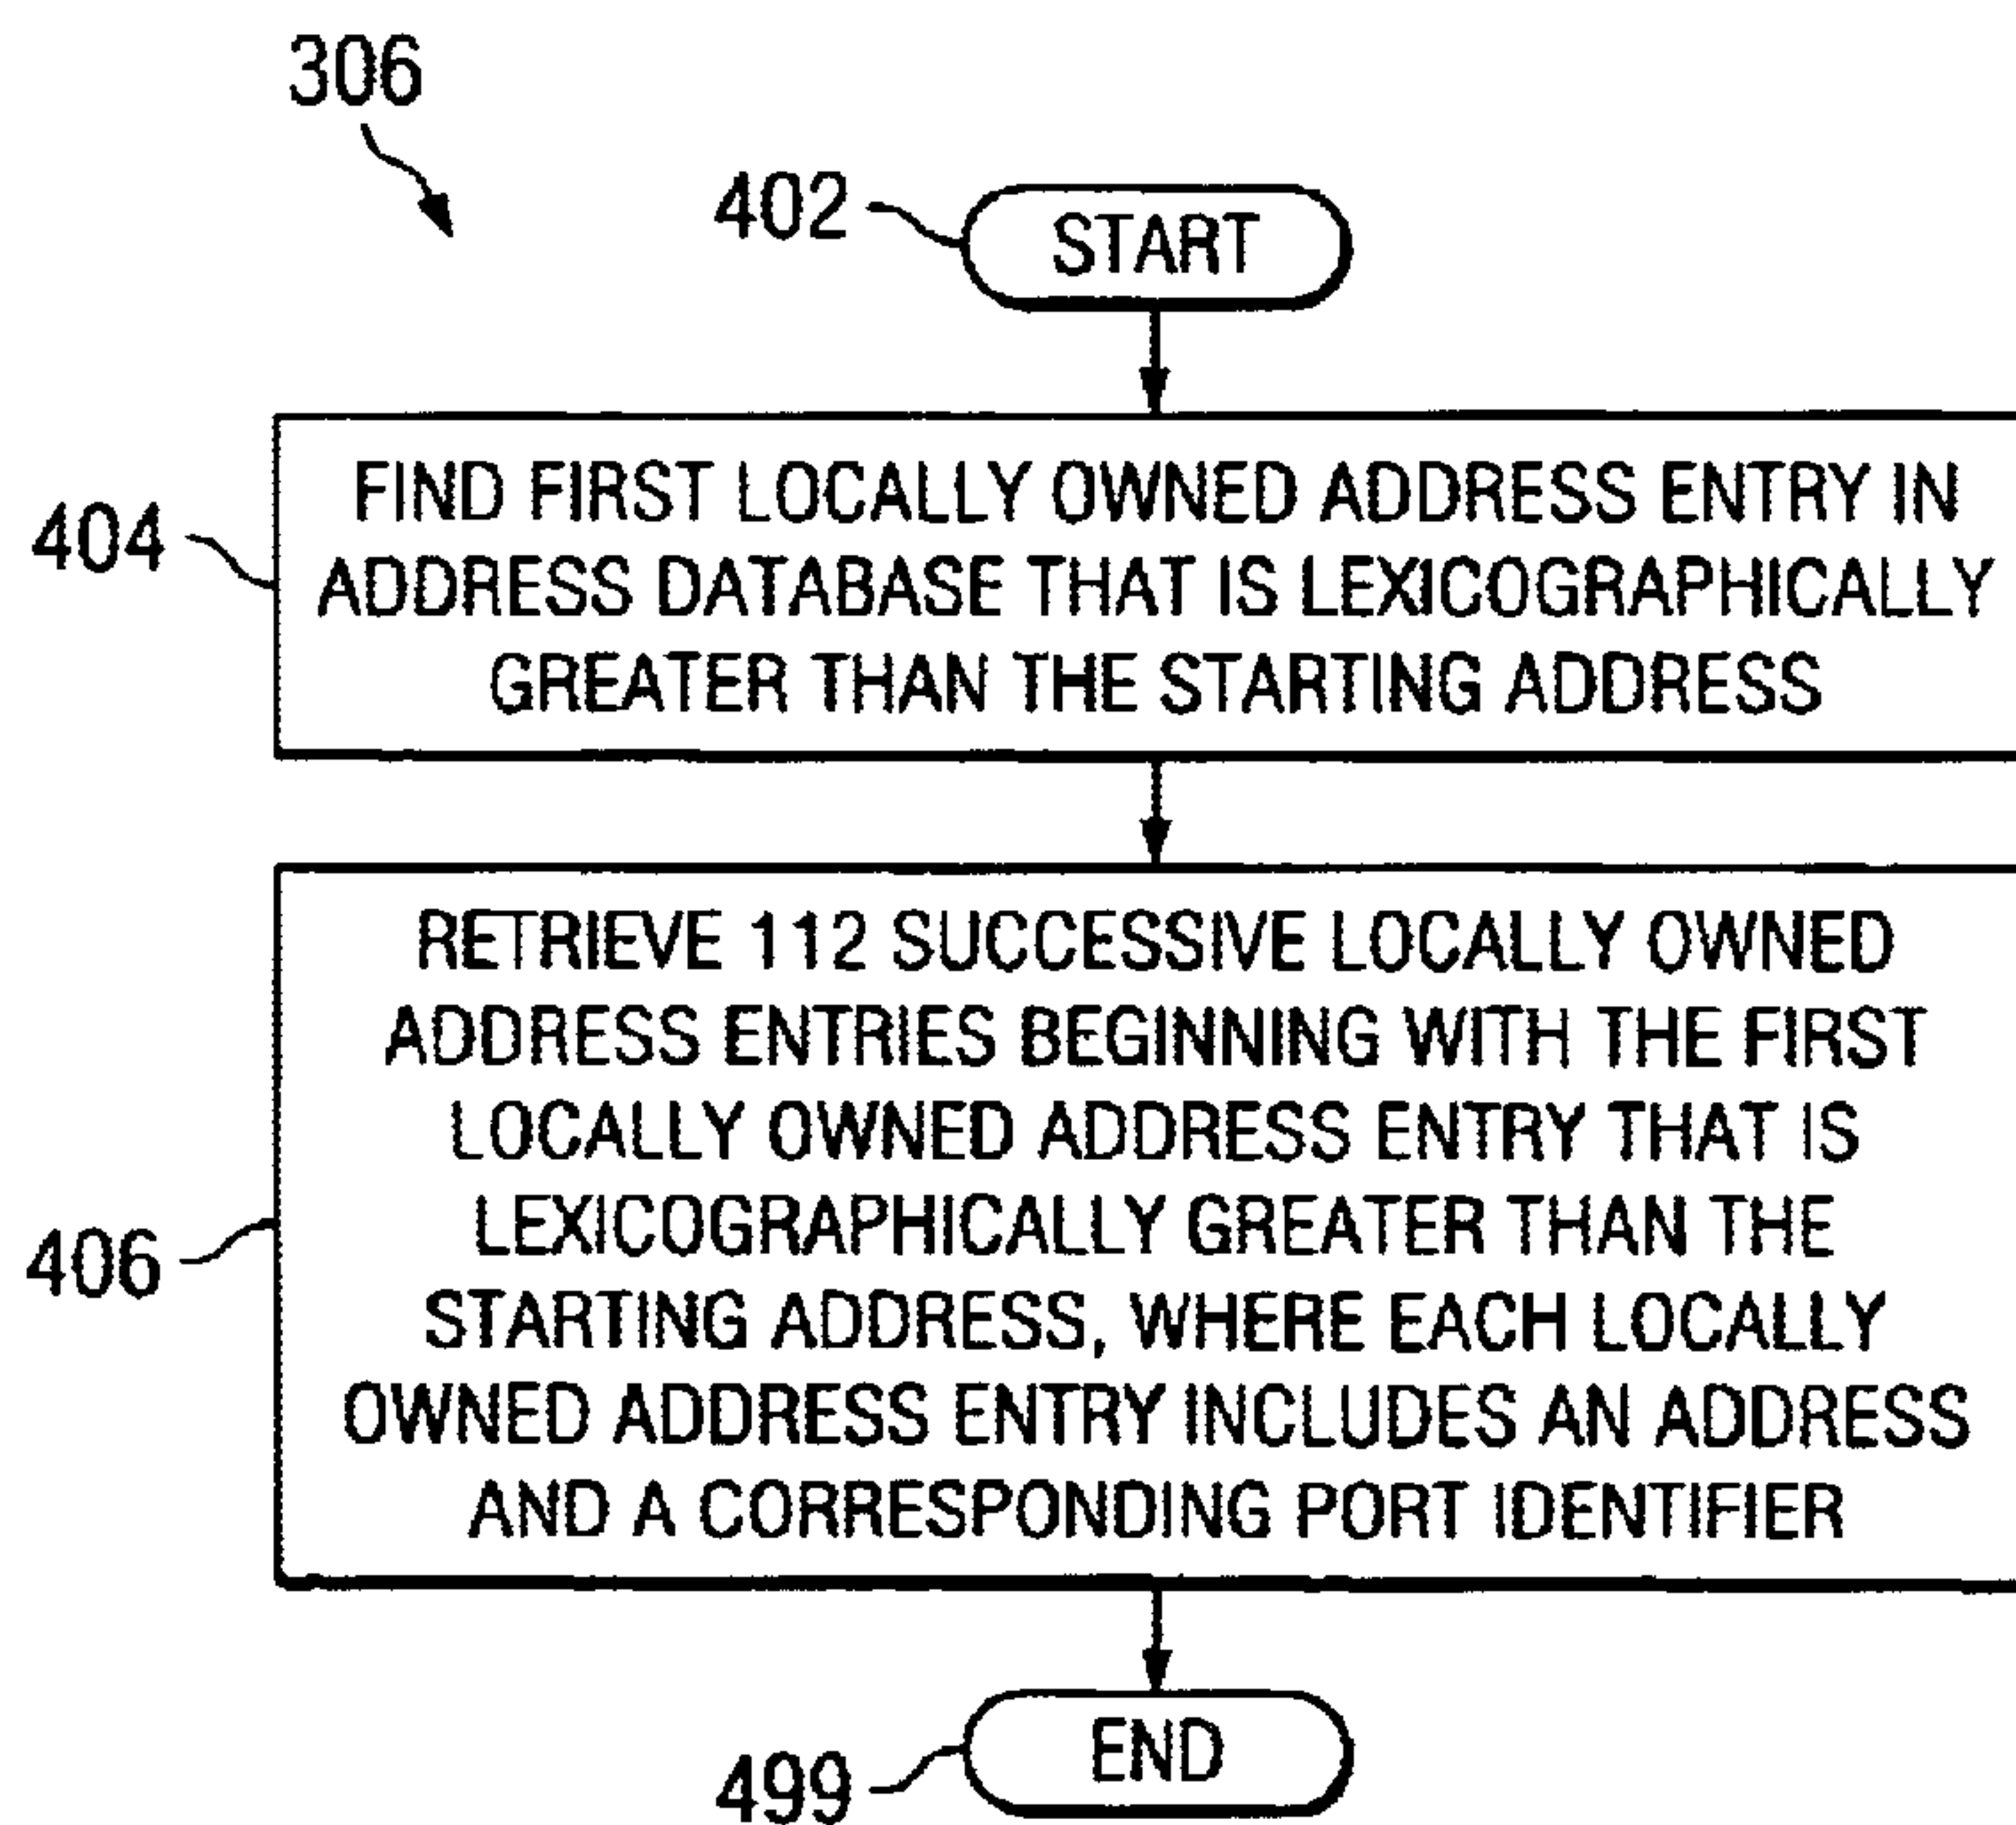 306
402
START
404
FIND FIRST LOCALLY OWNED ADDRESS ENTRY IN
ADDRESS DATABASE THAT IS LEXICOGRAPHICALLY
GREATER THAN THE STARTING ADDRESS
406
RETRIEVE 112 SUCCESSIVE LOCALLY OWNED
ADDRESS ENTRIES BEGINNING WITH THE FIRST
LOCALLY OWNED ADDRESS ENTRY THAT IS
LEXICOGRAPHICALLY GREATER THAN THE
STARTING ADDRESS, WHERE EACH LOCALLY
OWNED ADDRESS ENTRY INCLUDES AN ADDRESS
AND A CORRESPONDING PORT IDENTIFIER
499
END